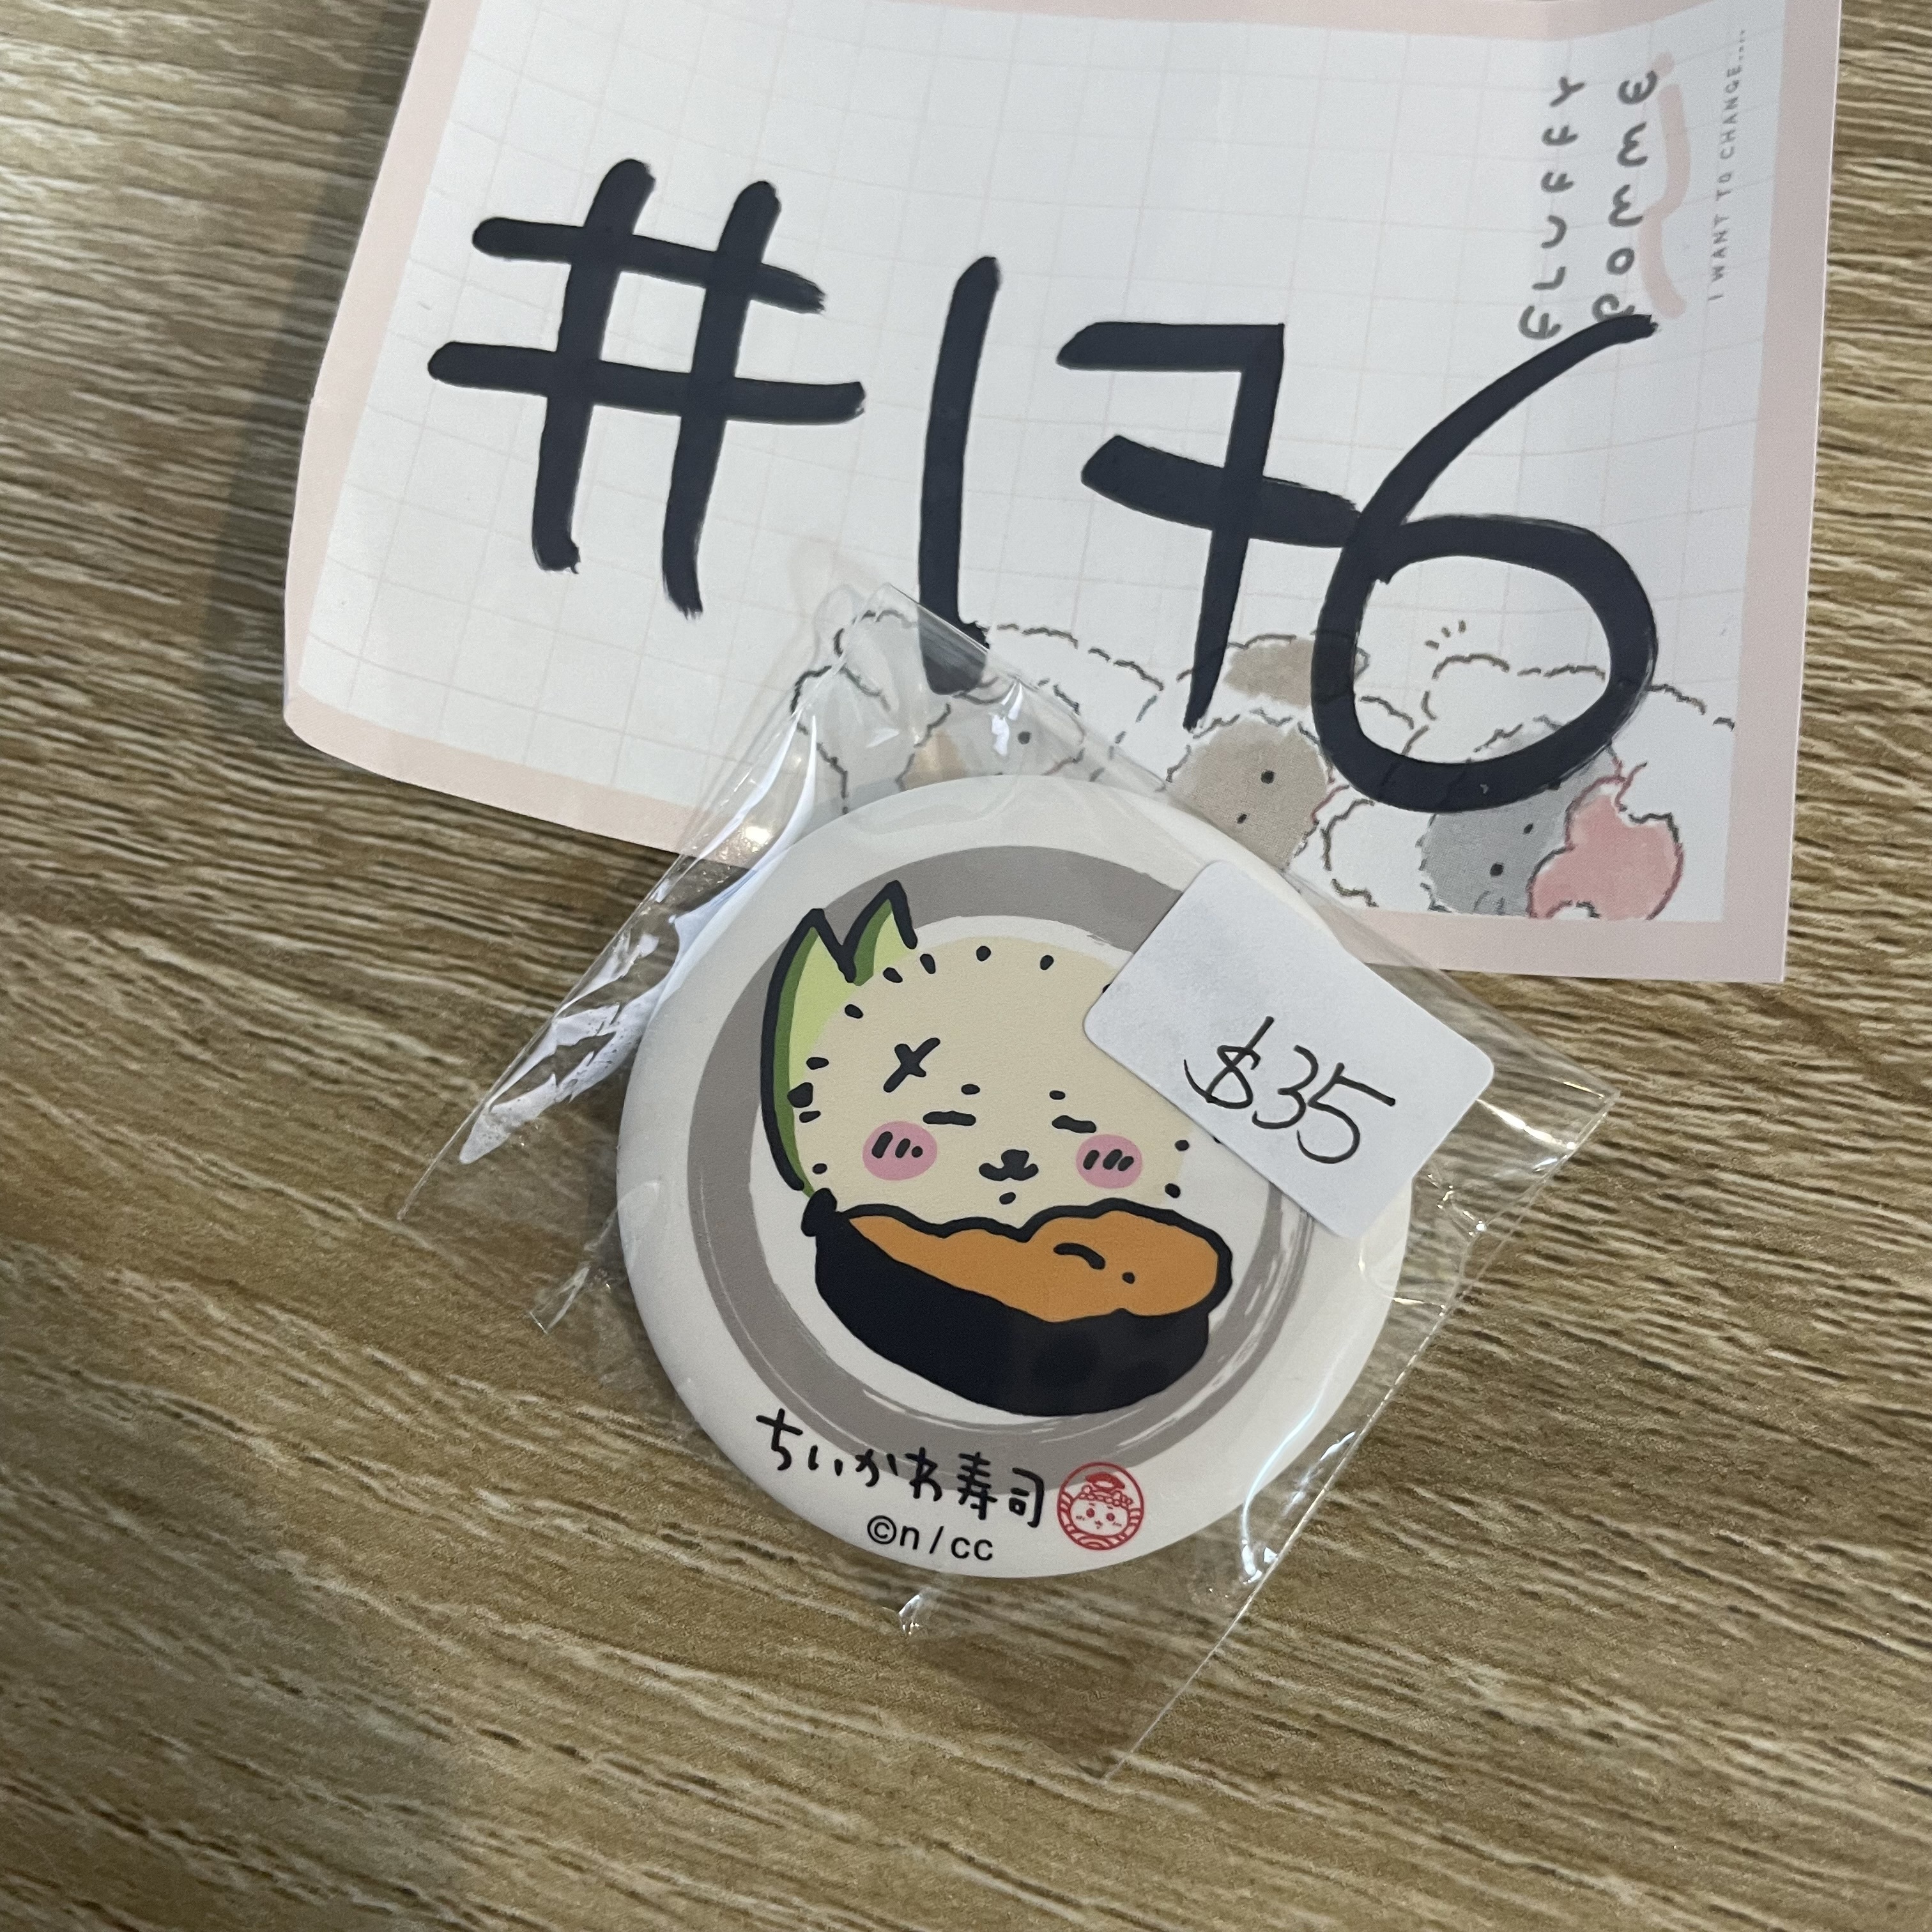 #176
FLUFFY
POMME
I WANT TO CHANGE....
$35
ちいかわ寿司
©n/cc